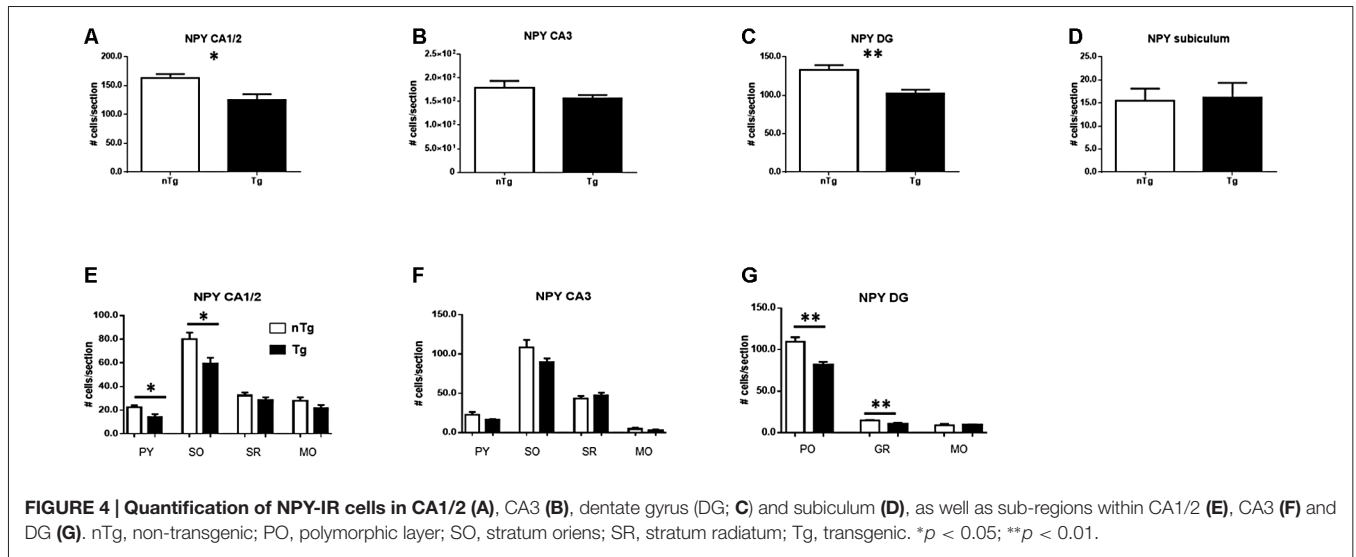 A
NPY CA1/2
*
200.0
150.0
100.0
50.0
0.0
# cells/section
nTg Tg
B
NPY CA3
2.5×10²
2.0×10²
1.5×10²
1.0×10²
5.0×10¹
0
# cells/section
nTg Tg
C
NPY DG
**
150.0
100.0
50.0
0.0
# cells/section
nTg Tg
D
NPY subiculum
25.0
20.0
15.0
10.0
5.0
0.0
# cells/section
nTg Tg
E
NPY CA1/2
100.0
80.0
60.0
40.0
20.0
0.0
# cells/section
*
*
nTg
Tg
PY SO SR MO
F
NPY CA3
150.0
100.0
50.0
0.0
# cells/section
PY SO SR MO
G
NPY DG
150.0
100.0
50.0
0.0
# cells/section
**
**
PO GR MO
FIGURE 4 | Quantification of NPY-IR cells in CA1/2 (A), CA3 (B), dentate gyrus (DG; C) and subiculum (D), as well as sub-regions within CA1/2 (E), CA3 (F) and
DG (G). nTg, non-transgenic; PO, polymorphic layer; SO, stratum oriens; SR, stratum radiatum; Tg, transgenic. *p < 0.05; **p < 0.01.